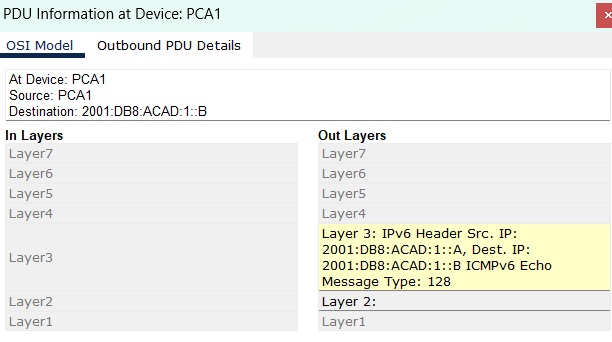 PDU Information at Device: PCA1
OSI Model Outbound PDU Details
At Device: PCA1
Source: PCA1
Destination: 2001:DB8:ACAD:1::B
In Layers Out Layers
Layer7 Layer7
Layer6 Layer6
Layer5 Layer5
Layer4 Layer4
Layer3
Layer 3: IPv6 Header Src. IP:
2001:DB8:ACAD:1::A, Dest. IP:
2001:DB8:ACAD:1::B ICMPv6 Echo
Message Type: 128
Layer2 Layer 2:
Layer1 Layer1